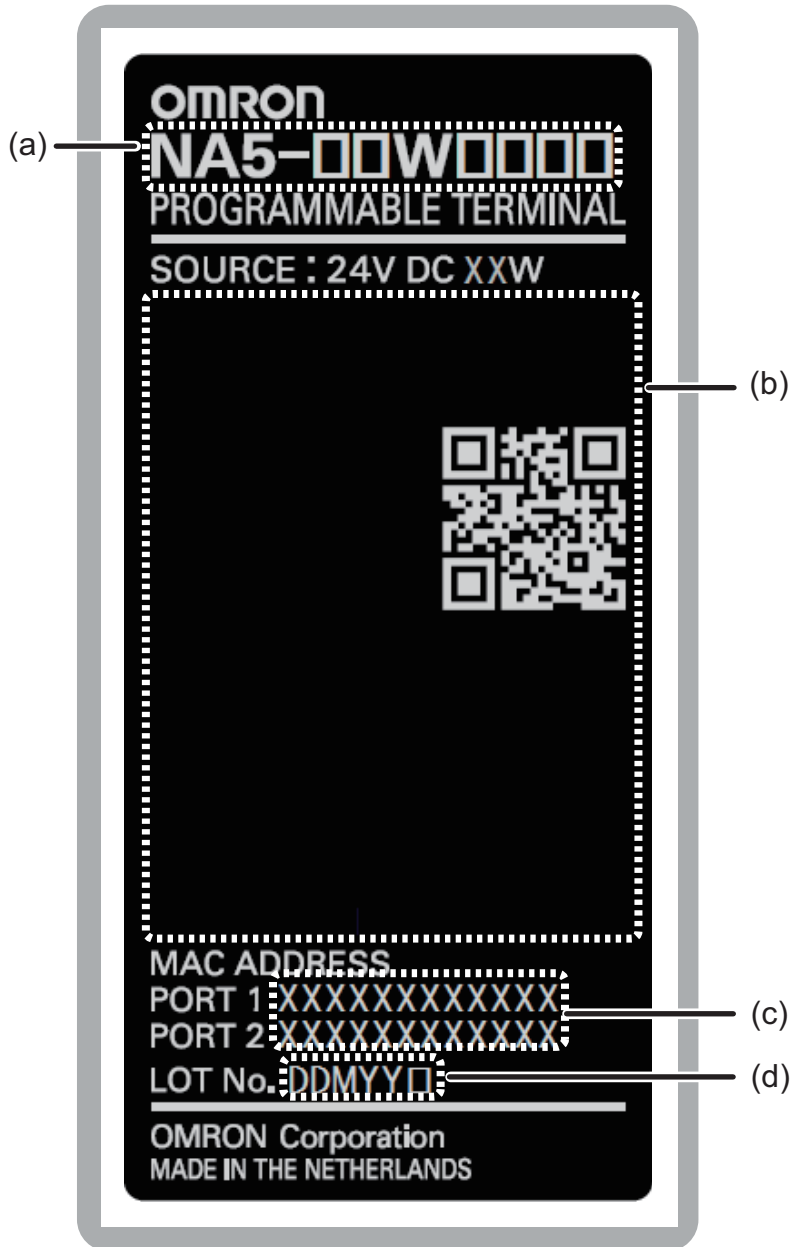 OMRON
(a)
NA5-□□W□□□□
PROGRAMMABLE TERMINAL
SOURCE : 24V DC XXW
(b)
MAC ADDRESS
PORT 1 XXXXXXXXXXXX
PORT 2 XXXXXXXXXXXX
(c)
LOT No. DDMYY□
(d)
OMRON Corporation
MADE IN THE NETHERLANDS